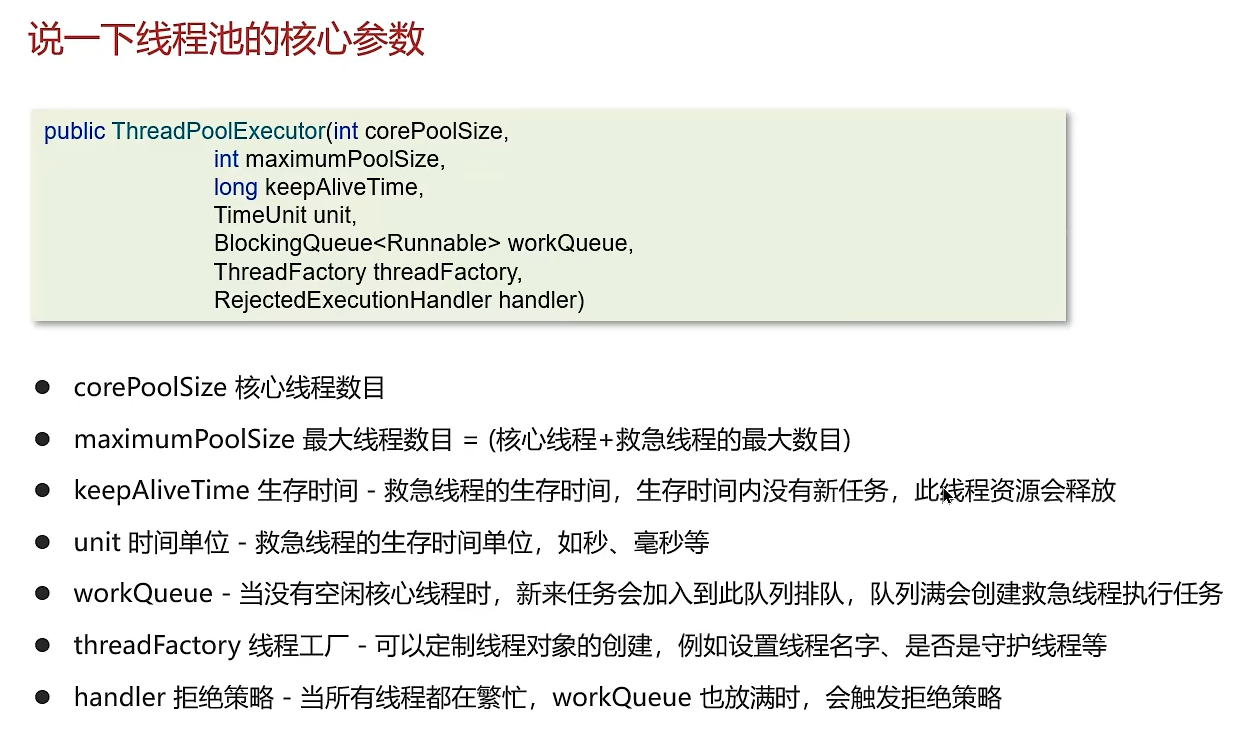 说一下线程池的核心参数
public ThreadPoolExecutor(int corePoolSize,
int maximumPoolSize,
long keepAliveTime,
TimeUnit unit,
BlockingQueue<Runnable> workQueue,
ThreadFactory threadFactory,
RejectedExecutionHandler handler)
● corePoolSize 核心线程数目
● maximumPoolSize 最大线程数目 = (核心线程+救急线程的最大数目)
● keepAliveTime 生存时间 - 救急线程的生存时间，生存时间内没有新任务，此线程资源会释放
● unit 时间单位 - 救急线程的生存时间单位，如秒、毫秒等
● workQueue - 当没有空闲核心线程时，新来任务会加入到此队列排队，队列满会创建救急线程执行任务
● threadFactory 线程工厂 - 可以定制线程对象的创建，例如设置线程名字、是否是守护线程等
● handler 拒绝策略 - 当所有线程都在繁忙，workQueue 也放满时，会触发拒绝策略